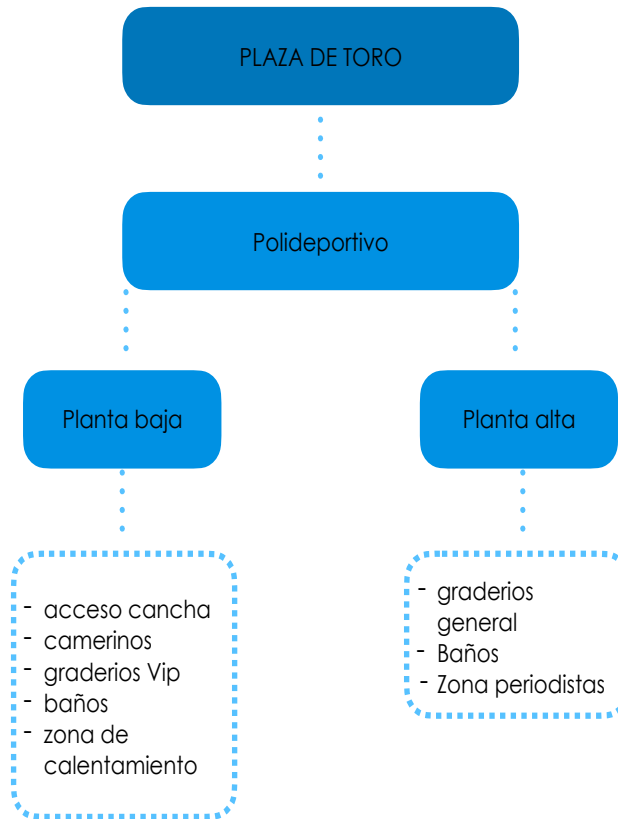 PLAZA DE TORO
Polideportivo
Planta baja
Planta alta
- acceso cancha
- camerinos
- graderios Vip
- baños
- zona de
calentamiento
- graderios
general
- Baños
- Zona periodistas